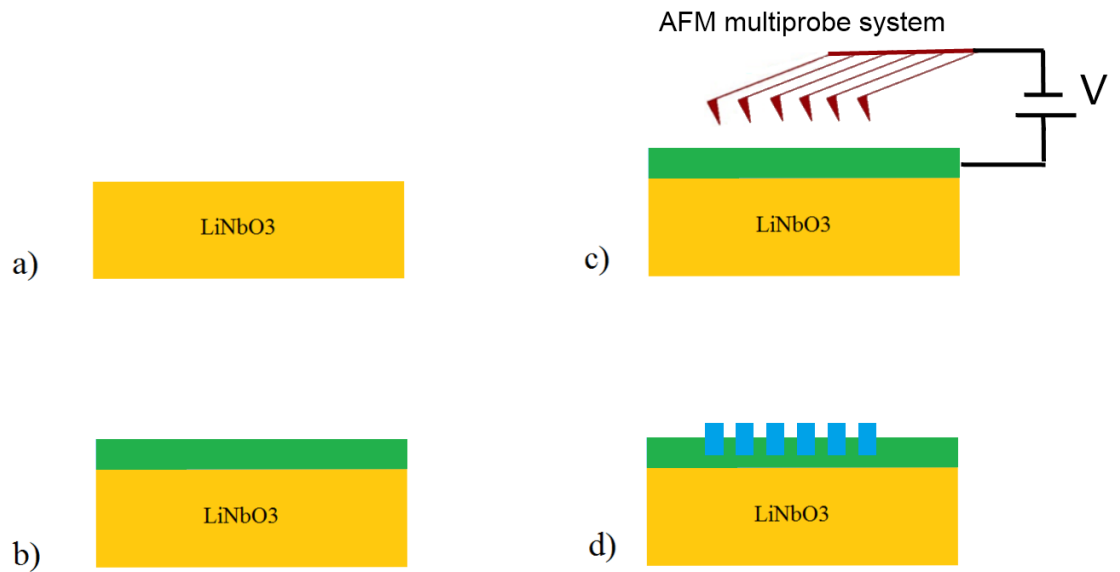 AFM multiprobe system
V
LiNbO3
a)
LiNbO3
c)
LiNbO3
b)
LiNbO3
d)